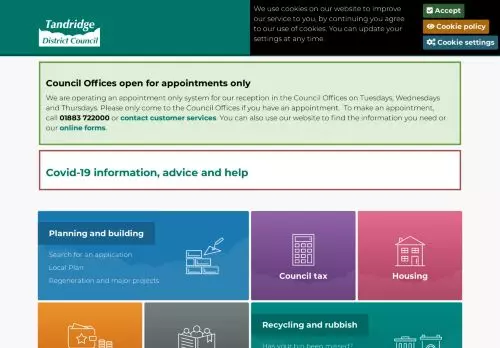 Tandridge
District Council
We use cookies on our website to improve
our service to you, by continuing you agree
to our use of cookies. You can update your
settings at any time.
Accept
Cookie policy
Cookie settings
Council Offices open for appointments only
We are operating an appointment only system for our reception in the Council Offices on Tuesdays, Wednesdays
and Thursdays. Please only come to the Council Offices if you have an appointment. To make an appointment,
call 01883 722000 or contact customer services. You can also use our website to find the information you need or
our online forms.
Covid-19 information, advice and help
Planning and building
Search for an application
Local Plan
Regeneration and major projects
Council tax
Housing
Recycling and rubbish
Has your bin been missed?